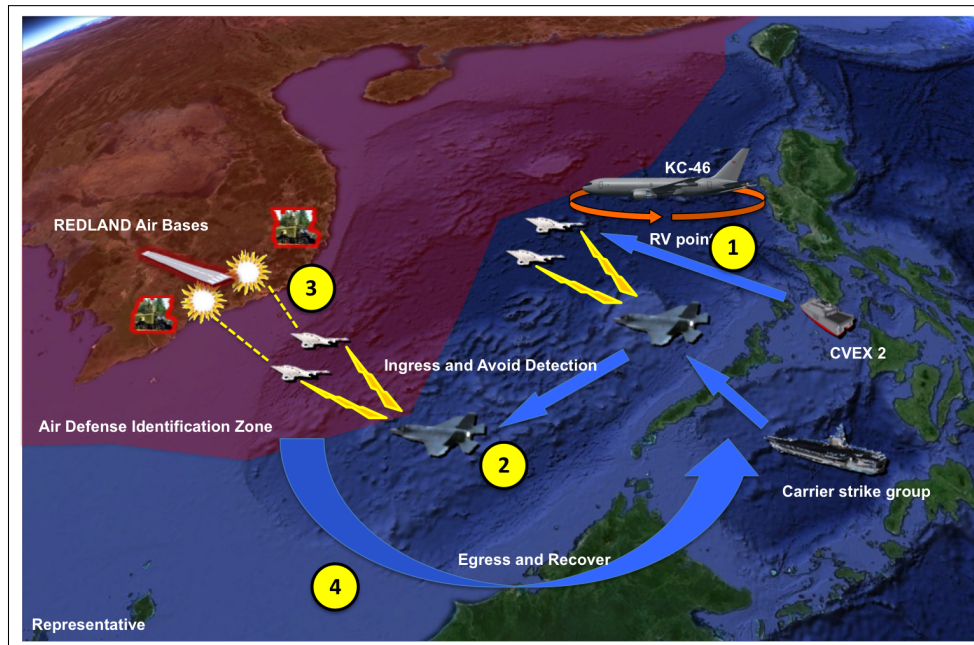 KC-46
REDLAND Air Bases
RV point
1
3
CVEX 2
Ingress and Avoid Detection
Air Defense Identification Zone
2
Carrier strike group
Egress and Recover
4
Representative